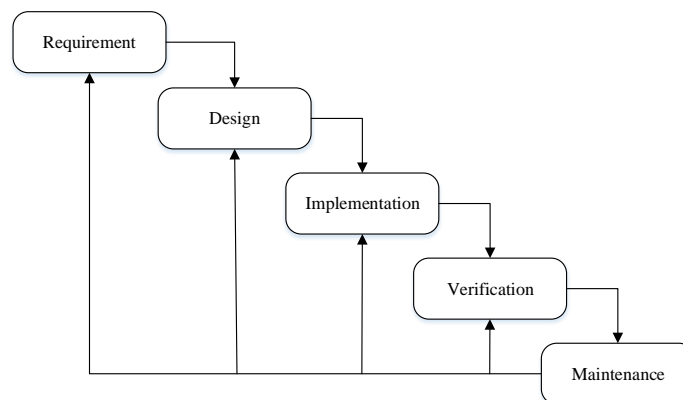 Requirement
Design
Implementation
Verification
Maintenance